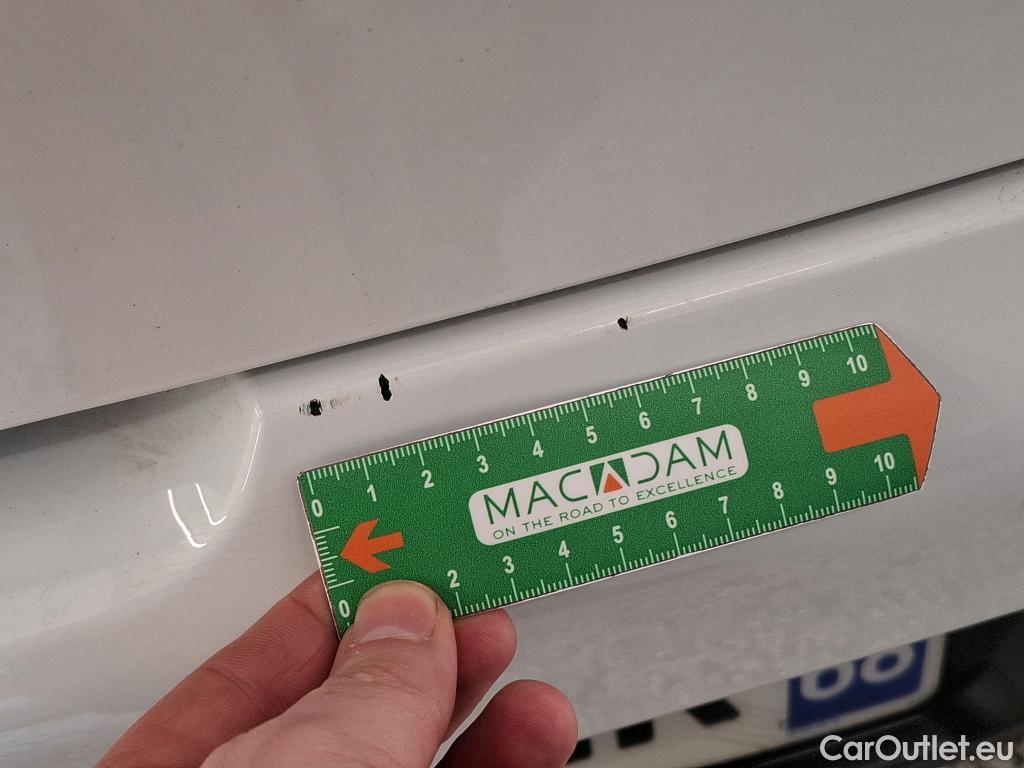 0 1 2 3 4 5 6 7 8 9 10
MACADAM
ON THE ROAD TO EXCELLENCE
0 2 3 4 5 6 7 8 9 10
CarOutlet.eu